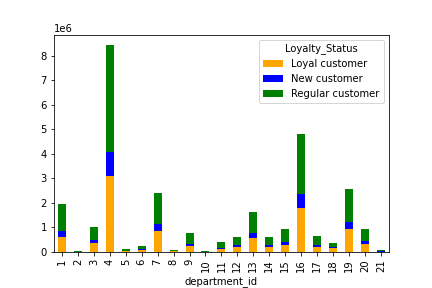 1e6
Loyalty_Status
Loyal customer
New customer
Regular customer
8
7
6
5
4
3
2
1
0
1 2 3 4 5 6 7 8 9 10 11 12 13 14 15 16 17 18 19 20 21
department_id